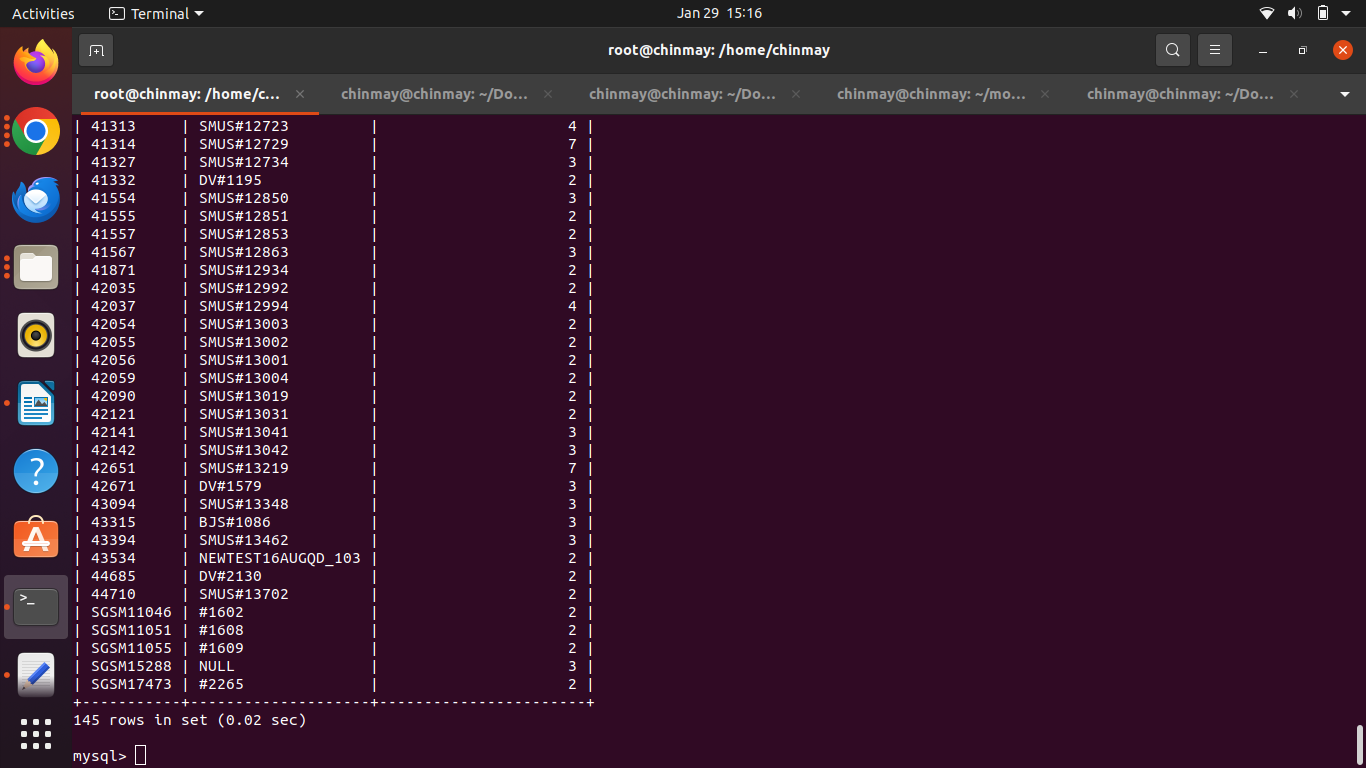 Activities
Terminal
Jan 29 15:16
root@chinmay: /home/chinmay
root@chinmay: /home/c...
chinmay@chinmay: ~/Do...
chinmay@chinmay: ~/Do...
chinmay@chinmay: ~/mo...
chinmay@chinmay: ~/Do...
| 41313     | SMUS#12723         |                     4 |
| 41314     | SMUS#12729         |                     7 |
| 41327     | SMUS#12734         |                     3 |
| 41332     | DV#1195            |                     2 |
| 41554     | SMUS#12850         |                     3 |
| 41555     | SMUS#12851         |                     2 |
| 41557     | SMUS#12853         |                     2 |
| 41567     | SMUS#12863         |                     3 |
| 41871     | SMUS#12934         |                     2 |
| 42035     | SMUS#12992         |                     2 |
| 42037     | SMUS#12994         |                     4 |
| 42054     | SMUS#13003         |                     2 |
| 42055     | SMUS#13002         |                     2 |
| 42056     | SMUS#13001         |                     2 |
| 42059     | SMUS#13004         |                     2 |
| 42090     | SMUS#13019         |                     2 |
| 42121     | SMUS#13031         |                     2 |
| 42141     | SMUS#13041         |                     3 |
| 42142     | SMUS#13042         |                     3 |
| 42651     | SMUS#13219         |                     7 |
| 42671     | DV#1579            |                     3 |
| 43094     | SMUS#13348         |                     3 |
| 43315     | BJS#1086           |                     3 |
| 43394     | SMUS#13462         |                     3 |
| 43534     | NEWTEST16AUGQD_103 |                     2 |
| 44685     | DV#2130            |                     2 |
| 44710     | SMUS#13702         |                     2 |
| SGSM11046 | #1602              |                     2 |
| SGSM11051 | #1608              |                     2 |
| SGSM11055 | #1609              |                     2 |
| SGSM15288 | NULL               |                     3 |
| SGSM17473 | #2265              |                     2 |
+-----------+--------------------+-----------------------+
145 rows in set (0.02 sec)
mysql>